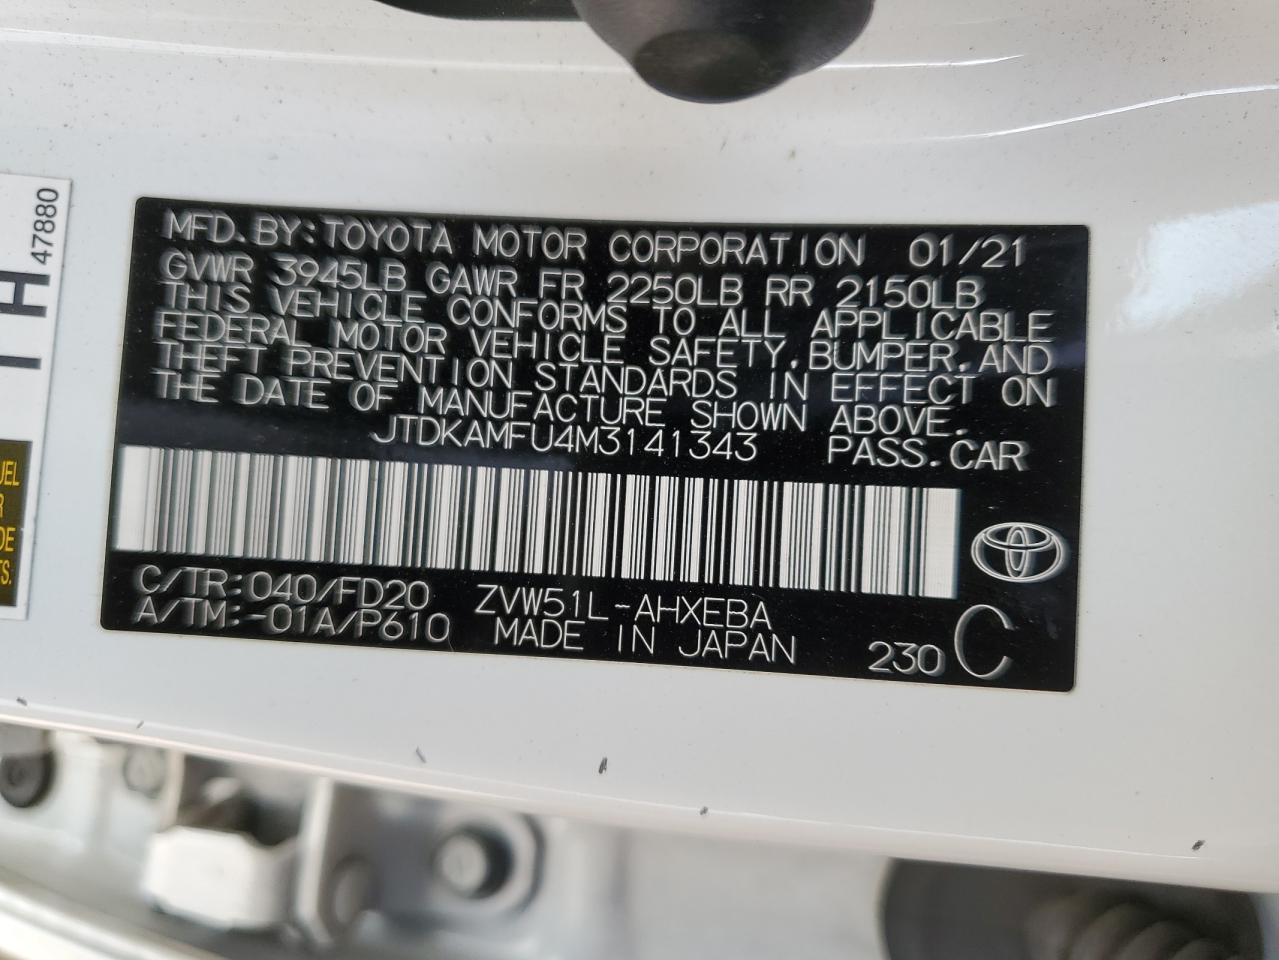 MFD.BY:TOYOTA MOTOR CORPORATION 01/21
GVWR 3945LB GAWR FR 2250LB RR 2150LB
THIS VEHICLE CONFORMS TO ALL APPLICABLE
FEDERAL MOTOR VEHICLE SAFETY,BUMPER,AND
THEFT PREVENTION STANDARDS IN EFFECT ON
THE DATE OF MANUFACTURE SHOWN ABOVE.
JTDKAMFU4M3141343 PASS.CAR
C/TR:040/FD20 ZVW51L-AHXEBA
A/TM:-01A/P610 MADE IN JAPAN
230 C
47880
TH